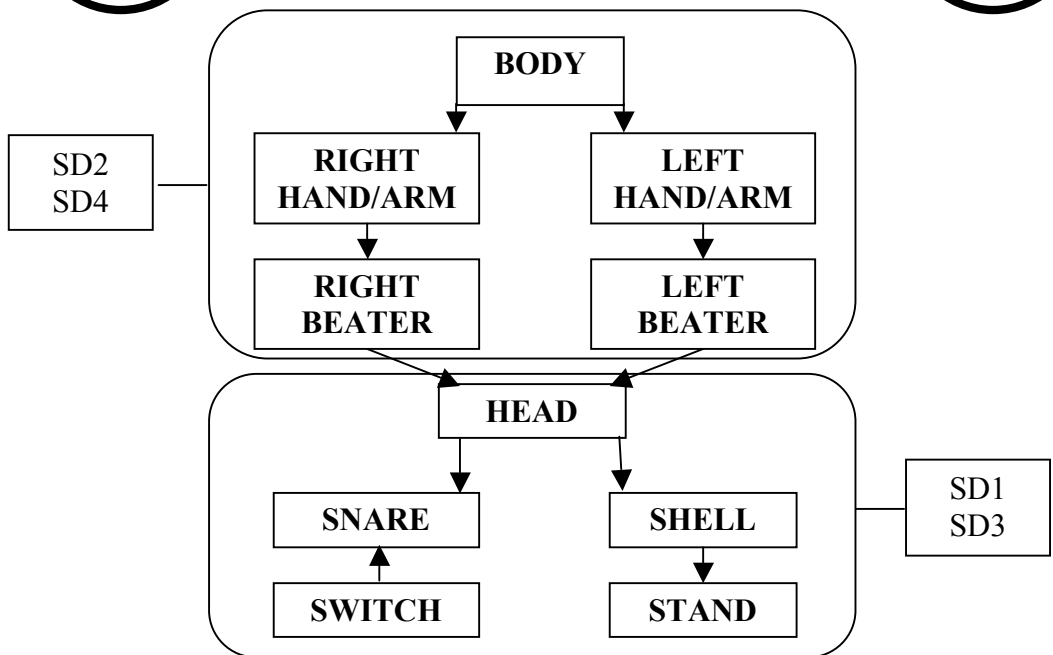 BODY
SD2
SD4
RIGHT
HAND/ARM
LEFT
HAND/ARM
RIGHT
BEATER
LEFT
BEATER
HEAD
SNARE
SHELL
SD1
SD3
SWITCH
STAND